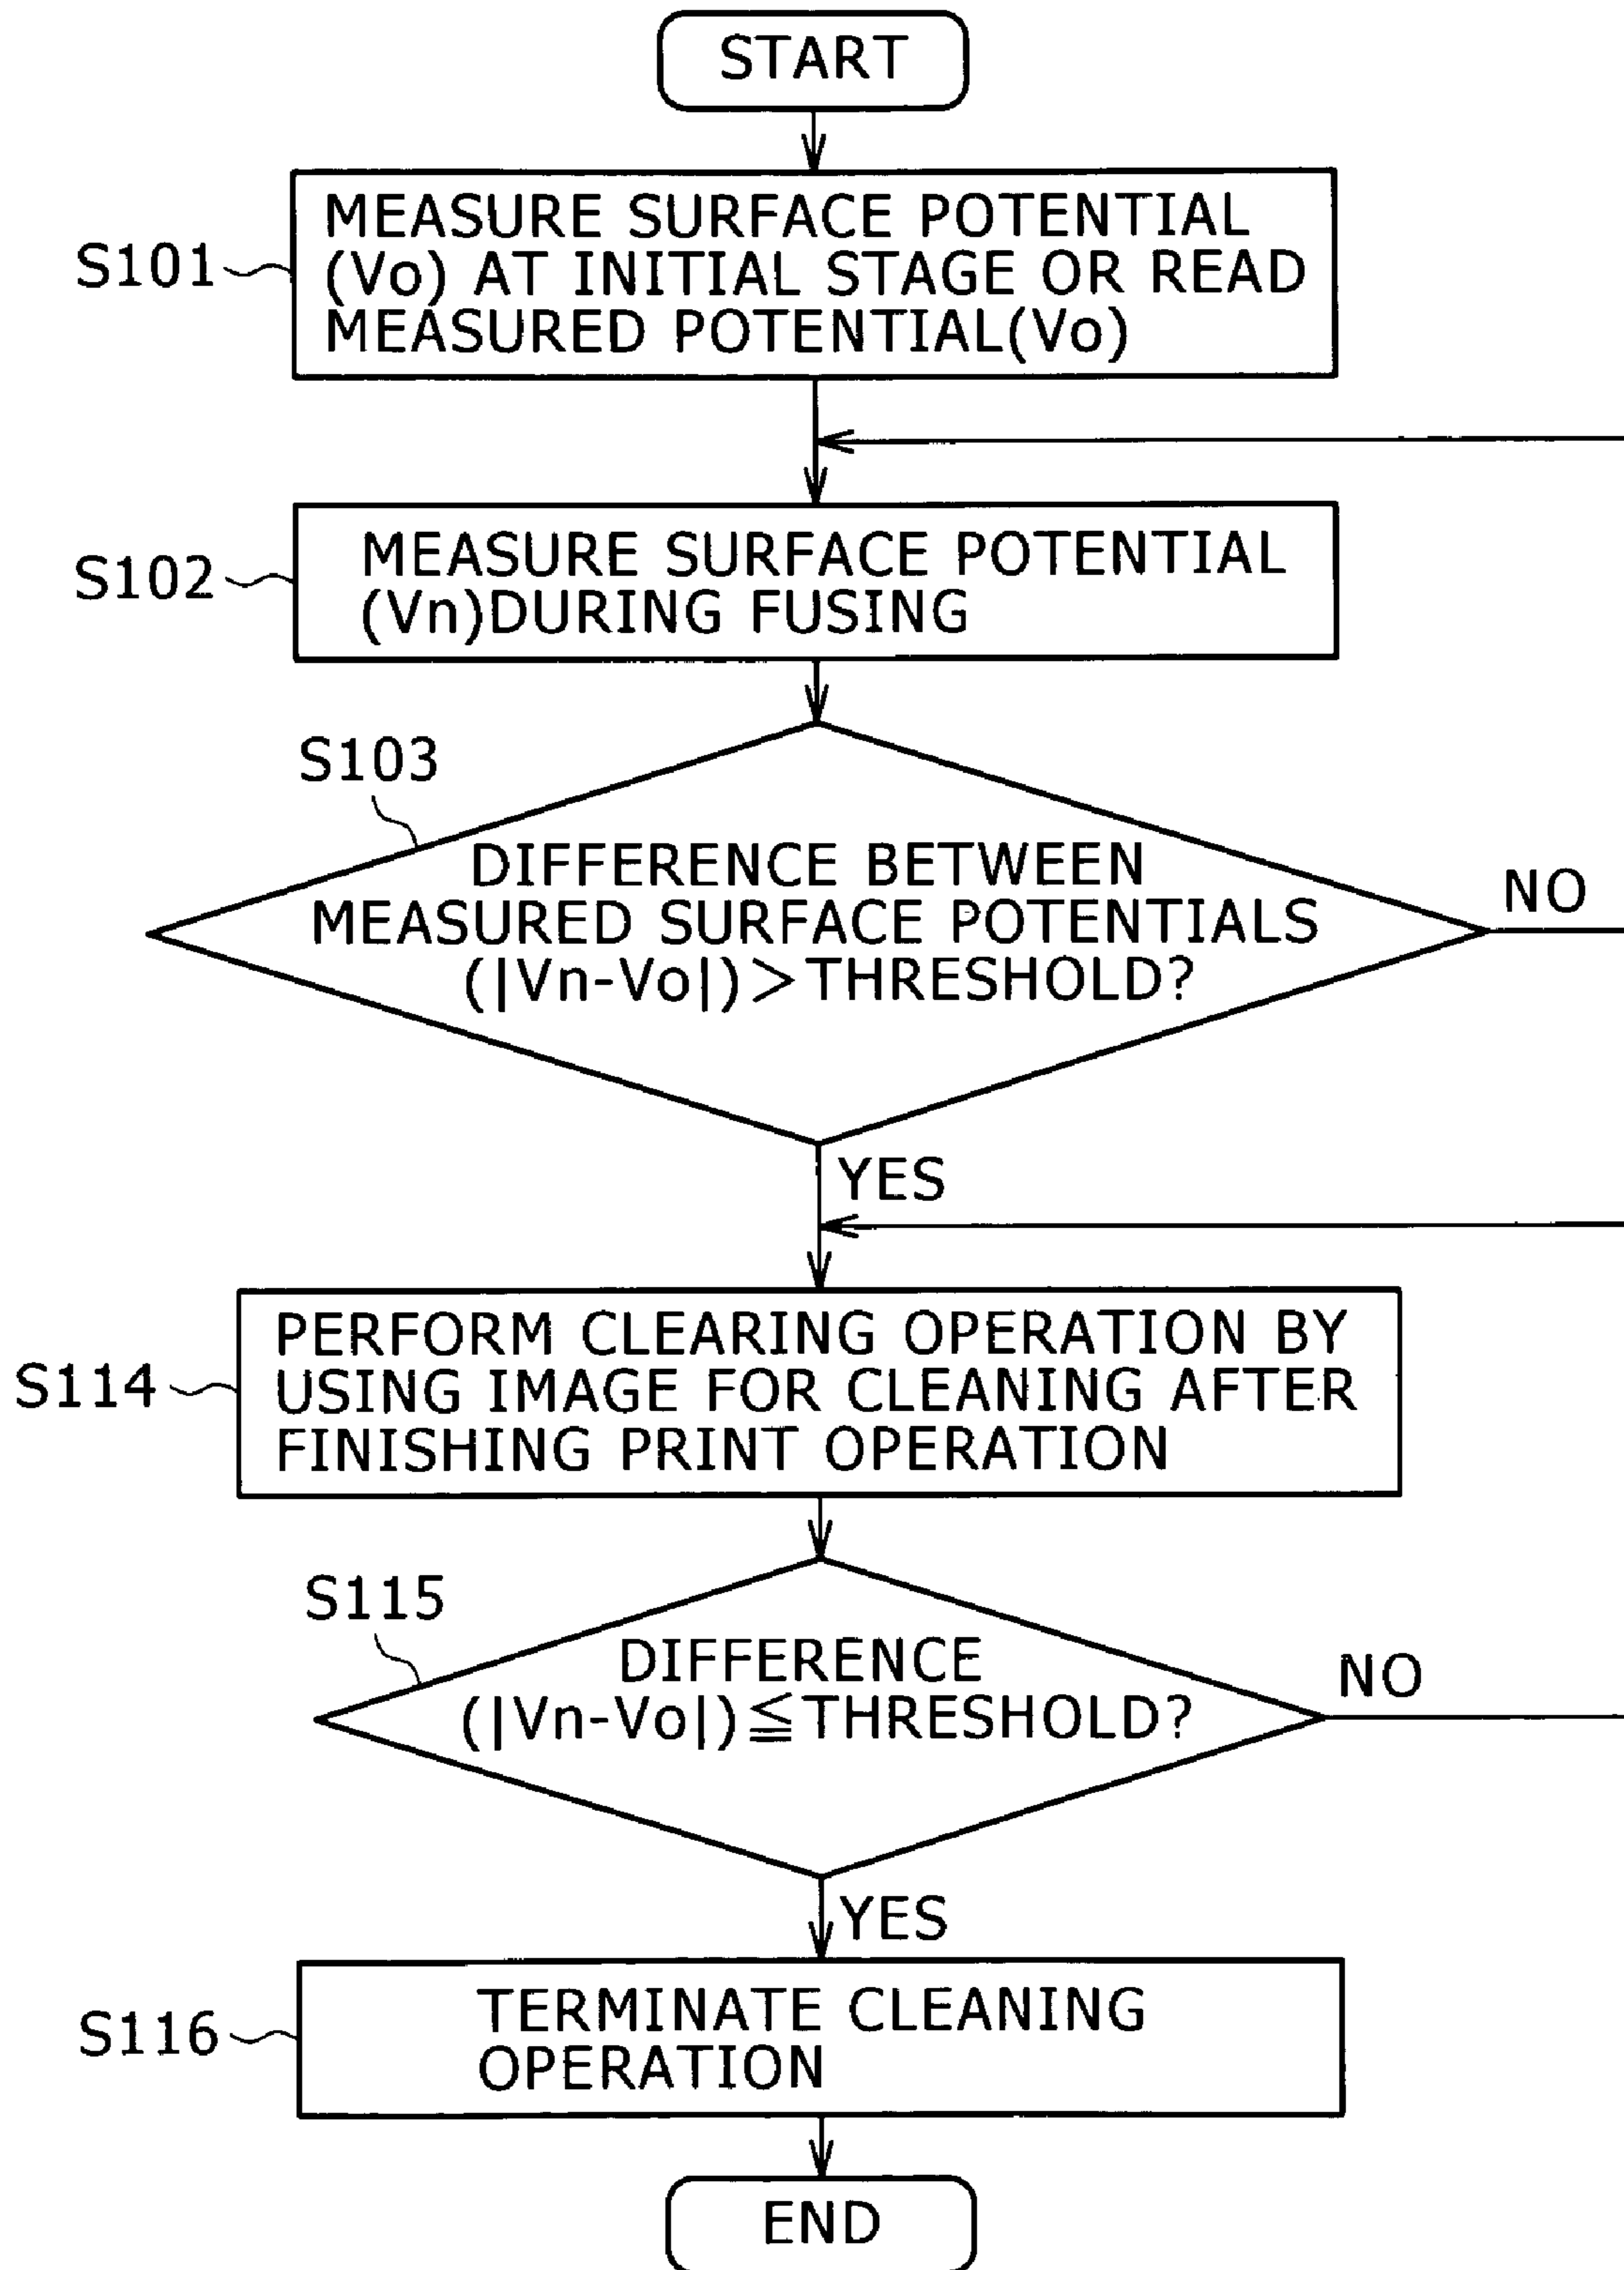 START
MEASURE SURFACE POTENTIAL
(Vo) AT INITIAL STAGE OR READ
MEASURED POTENTIAL(Vo)
S101
MEASURE SURFACE POTENTIAL
(Vn)DURING FUSING
S102
S103
DIFFERENCE BETWEEN
MEASURED SURFACE POTENTIALS
(|Vn-Vo|)>THRESHOLD?
NO
YES
PERFORM CLEARING OPERATION BY
USING IMAGE FOR CLEANING AFTER
FINISHING PRINT OPERATION
S114
S115
DIFFERENCE
(|Vn-Vo|)≦THRESHOLD?
NO
YES
TERMINATE CLEANING
OPERATION
S116
END